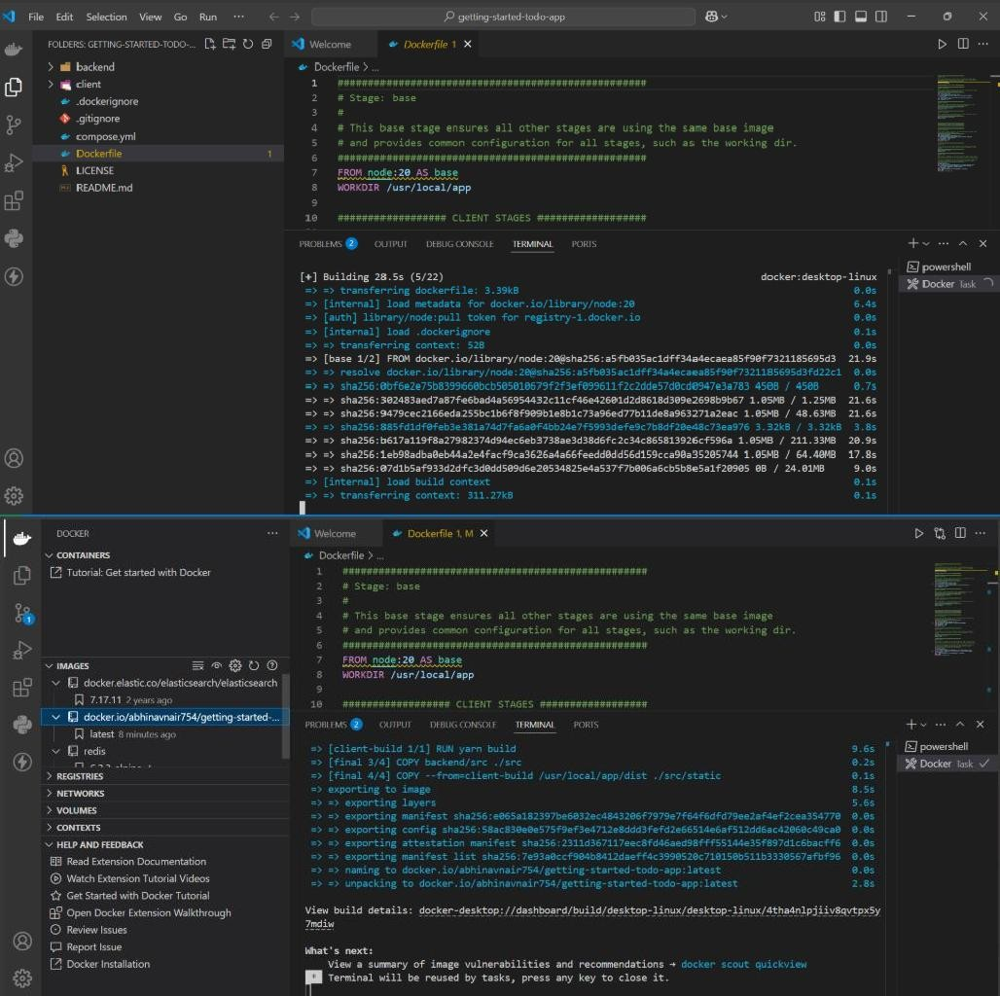 File Edit Selection View Go Run ··· getting-started-todo-app
FOLDERS: GETTING-STARTED-TODO-...
backend
client
.dockerignore
.gitignore
compose.yml
Dockerfile 1
LICENSE
README.md
Welcome Dockerfile 1
Dockerfile > ...
1 ###################################################
2 # Stage: base
3 #
4 # This base stage ensures all other stages are using the same base image
5 # and provides common configuration for all stages, such as the working dir.
6 ###################################################
7 FROM node:20 AS base
8 WORKDIR /usr/local/app
9
10 ################## CLIENT STAGES ##################
PROBLEMS 2 OUTPUT DEBUG CONSOLE TERMINAL PORTS
powershell
Docker Task
[+] Building 28.5s (5/22) docker:desktop-linux
=> => transferring dockerfile: 3.39kB 0.0s
=> [internal] load metadata for docker.io/library/node:20 6.4s
=> [auth] library/node:pull token for registry-1.docker.io 0.0s
=> [internal] load .dockerignore 0.1s
=> => transferring context: 52B 0.0s
=> [base 1/2] FROM docker.io/library/node:20@sha256:a5fb035ac1dff34a4ecaea85f90f7321185695d3 21.9s
=> => resolve docker.io/library/node:20@sha256:a5fb035ac1dff34a4ecaea85f90f7321185695d3fd22c1 0.0s
=> => sha256:0bf6e2e75b8399660bcb505010679f2f3ef099611f2c2dde57d0cd0947e3a783 450B / 450B 0.7s
=> => sha256:302483aed7a87fe6bad4a56954432c11cf46e42601d2d8618d309e2698b9b67 1.05MB / 1.25MB 21.6s
=> => sha256:9479cec2166eda255bc1b6f8f909b1e8b1c73a96ed77b11de8a963271a2eac 1.05MB / 48.63MB 21.6s
=> => sha256:885fd1df0feb3e381a74d7fa6a0f4bb24e7f5993defe9c7b8df20e48c73ea976 3.32kB / 3.32kB 3.8s
=> => sha256:b617a119f8a27982374d94ec6eb3738ae3d38d6fc2c34c865813926cf596a 1.05MB / 211.33MB 20.9s
=> => sha256:1eb98adba0eb44a2e4facf9ca3626a4a66feedd0dd56d159cca90a35205744 1.05MB / 64.40MB 17.8s
=> => sha256:07d1b5af933d2dfc3d0dd509d6e20534825e4a537f7b006a6cb5b8e5a1f20905 0B / 24.01MB 9.0s
=> [internal] load build context 0.1s
=> => transferring context: 311.27kB 0.1s
DOCKER
CONTAINERS
Tutorial: Get started with Docker
IMAGES
docker.elastic.co/elasticsearch/elasticsearch
7.17.11 2 years ago
docker.io/abhinavnair754/getting-started-...
latest 8 minutes ago
redis
REGISTRIES
NETWORKS
VOLUMES
CONTEXTS
HELP AND FEEDBACK
Read Extension Documentation
Watch Extension Tutorial Videos
Get Started with Docker Tutorial
Open Docker Extension Walkthrough
Review Issues
Report Issue
Docker Installation
1
Welcome Dockerfile 1, M
Dockerfile > ...
1 ###################################################
2 # Stage: base
3 #
4 # This base stage ensures all other stages are using the same base image
5 # and provides common configuration for all stages, such as the working dir.
6 ###################################################
7 FROM node:20 AS base
8 WORKDIR /usr/local/app
9
10 ################## CLIENT STAGES ##################
PROBLEMS 2 OUTPUT DEBUG CONSOLE TERMINAL PORTS
powershell
Docker Task
=> [client-build 1/1] RUN yarn build 9.6s
=> [final 3/4] COPY backend/src ./src 0.2s
=> [final 4/4] COPY --from=client-build /usr/local/app/dist ./src/static 0.1s
=> exporting to image 8.5s
=> => exporting layers 5.6s
=> => exporting manifest sha256:e065a182397be6032ec4843206f7979e7f64f6dfd79ee2af4ef2cea354770 0.0s
=> => exporting config sha256:58ac830e0e575f9ef3e4712e8ddd3fefd2e66514e6af512dd6ac42060c49ca0 0.0s
=> => exporting attestation manifest sha256:2311d367117eec8fd46aed98fff55144e35f897d1c6bacff6 0.0s
=> => exporting manifest list sha256:7e93a0ccf904b8412daeff4c3990520c710150b511b3330567afbf96 0.0s
=> => naming to docker.io/abhinavnair754/getting-started-todo-app:latest 0.0s
=> => unpacking to docker.io/abhinavnair754/getting-started-todo-app:latest 2.8s
View build details: docker-desktop://dashboard/build/desktop-linux/desktop-linux/4tha4nlpjiiv8qvtpx5y
7mdiw
What's next:
View a summary of image vulnerabilities and recommendations → docker scout quickview
* Terminal will be reused by tasks, press any key to close it.